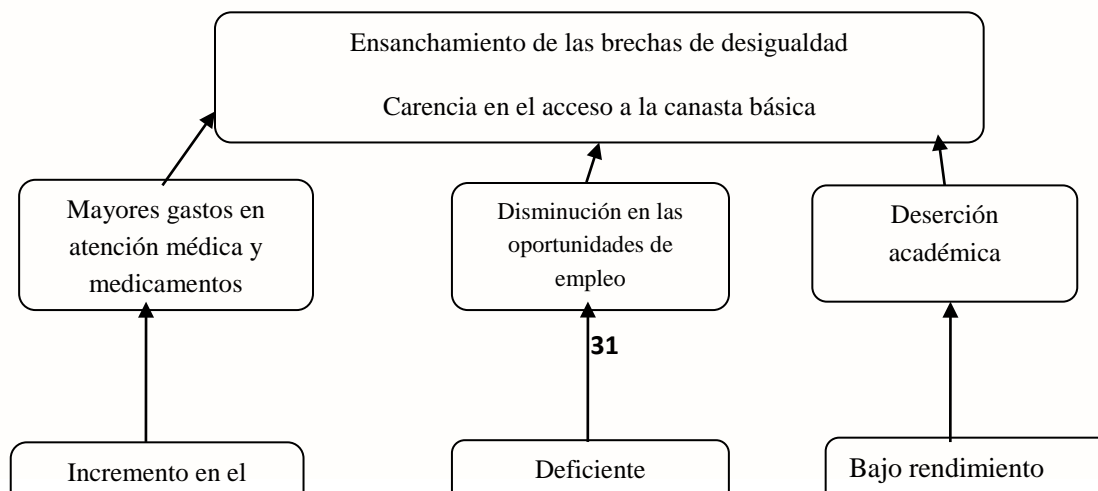 Ensanchamiento de las brechas de desigualdad
Carencia en el acceso a la canasta básica
Mayores gastos en
atención médica y
medicamentos
Disminución en las
oportunidades de
empleo
Deserción
académica
31
Incremento en el
Deficiente
Bajo rendimiento